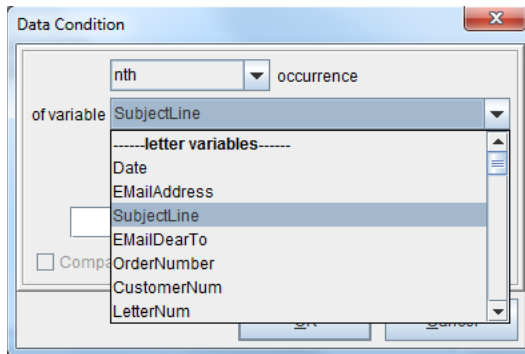 Data Condition
nth occurrence
of variable SubjectLine
------letter variables------
Date
EMailAddress
SubjectLine
EMailDearTo
OrderNumber
CustomerNum
LetterNum